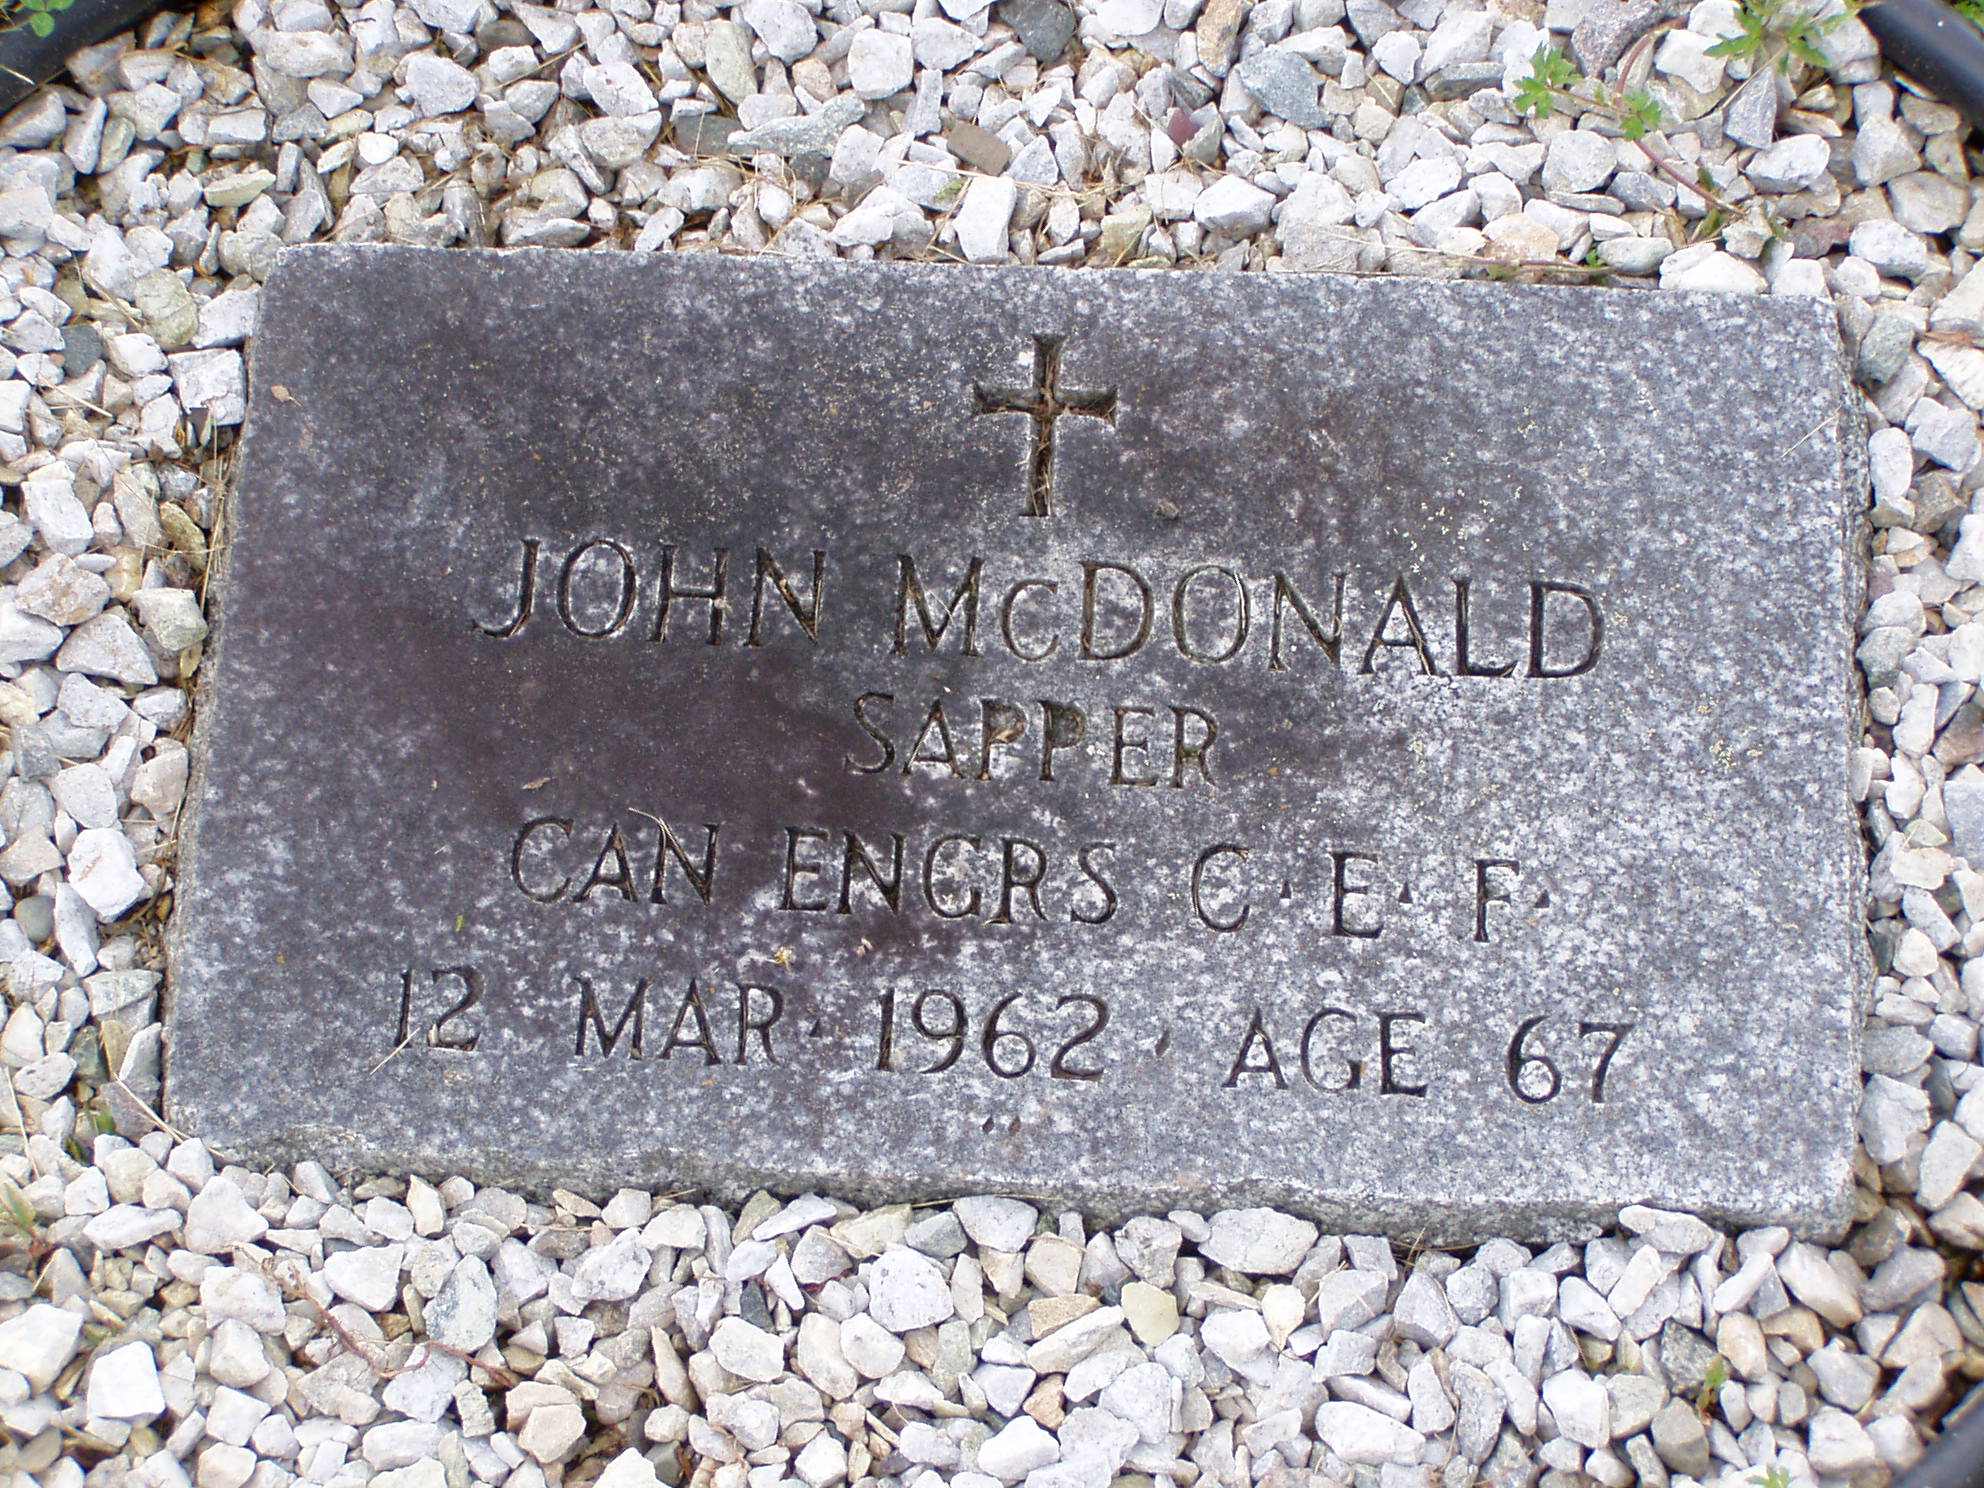 JOHN McDONALD
SAPPER
CAN ENGRS C. E. F.
12 MAR. 1962. AGE 67